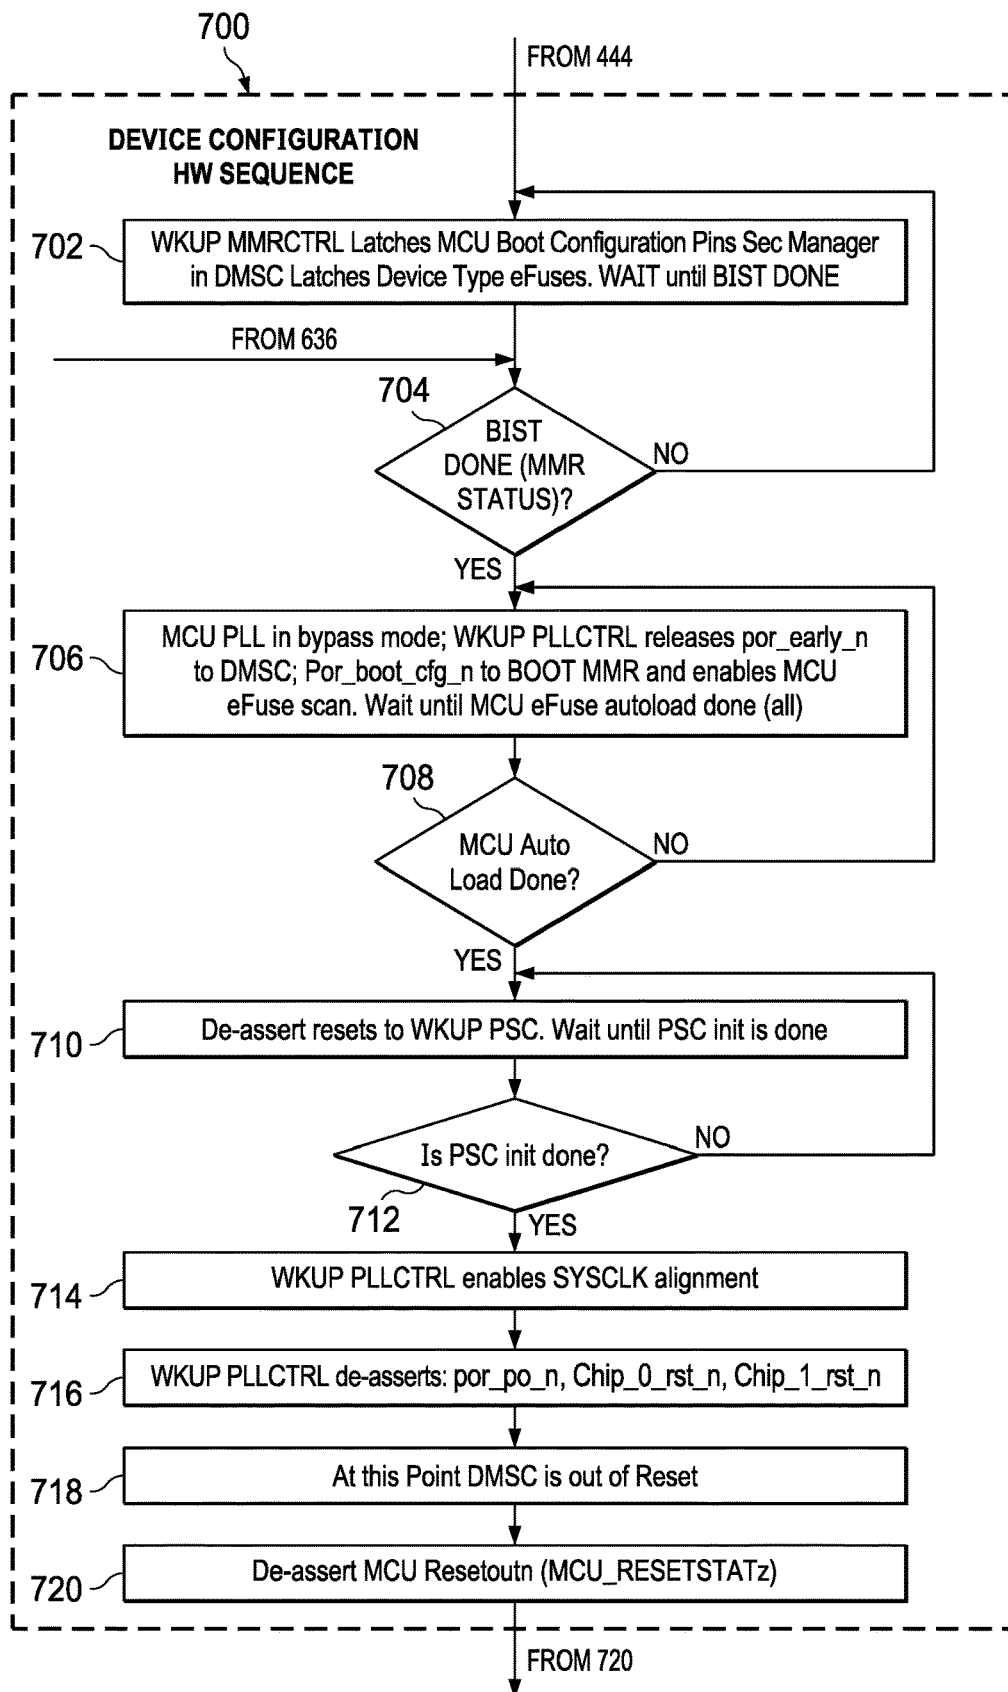 700
FROM 444
DEVICE CONFIGURATION
HW SEQUENCE
702
WKUP MMRCTRL Latches MCU Boot Configuration Pins Sec Manager
in DMSC Latches Device Type eFuses. WAIT until BIST DONE
FROM 636
704
BIST
DONE (MMR
STATUS)?
NO
YES
706
MCU PLL in bypass mode; WKUP PLLCTRL releases por_early_n
to DMSC; Por_boot_cfg_n to BOOT MMR and enables MCU
eFuse scan. Wait until MCU eFuse autoload done (all)
708
MCU Auto
Load Done?
NO
YES
710
De-assert resets to WKUP PSC. Wait until PSC init is done
Is PSC init done?
NO
712
YES
714
WKUP PLLCTRL enables SYSCLK alignment
716
WKUP PLLCTRL de-asserts: por_po_n, Chip_0_rst_n, Chip_1_rst_n
718
At this Point DMSC is out of Reset
720
De-assert MCU Resetoutn (MCU_RESETSTATz)
FROM 720